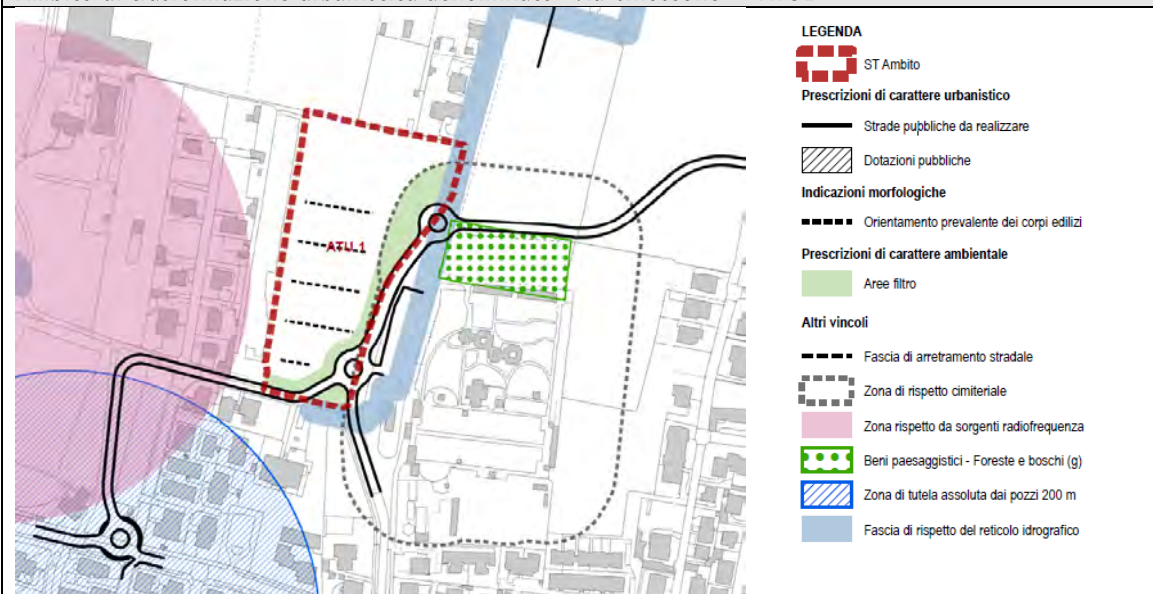 LEGENDA
ST Ambito
Prescrizioni di carattere urbanistico
Strade pubbliche da realizzare
Dotazioni pubbliche
Indicazioni morfologiche
Orientamento prevalente dei corpi edilizi
Prescrizioni di carattere ambientale
Aree filtro
Altri vincoli
Fascia di arretramento stradale
Zona di rispetto cimiteriale
Zona rispetto da sorgenti radiofrequenza
Beni paesaggistici - Foreste e boschi (g)
Zona di tutela assoluta dai pozzi 200 m
Fascia di rispetto del reticolo idrografico
ATU 1